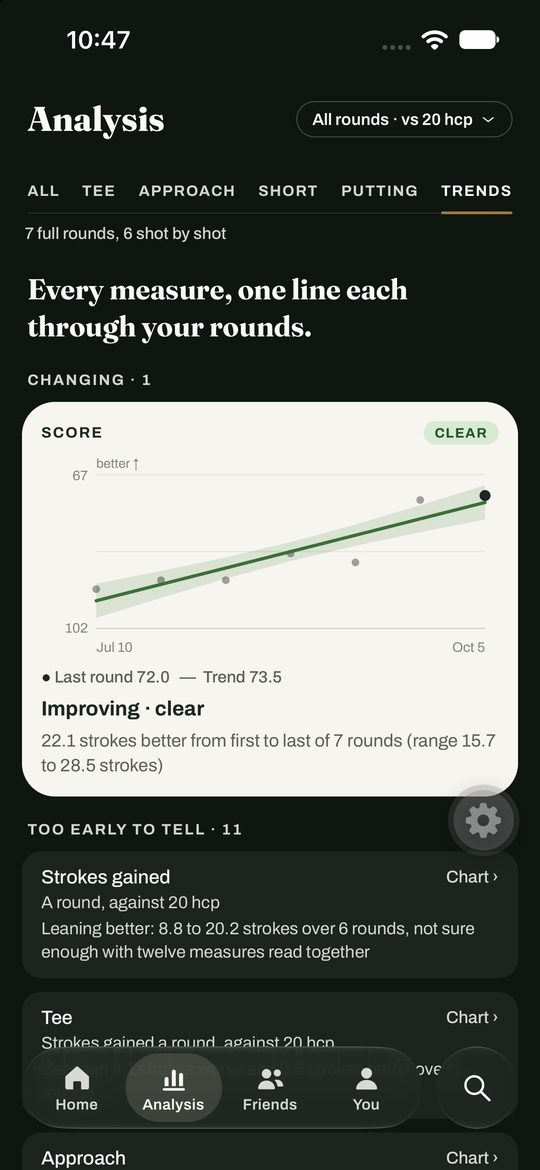 10:47
Analysis
All rounds · vs 20 hcp
ALL TEE APPROACH SHORT PUTTING TRENDS
7 full rounds, 6 shot by shot
Every measure, one line each
through your rounds.
CHANGING · 1
SCORE
CLEAR
better ↑
67
102
Jul 10
Oct 5
● Last round 72.0 — Trend 73.5
Improving · clear
22.1 strokes better from first to last of 7 rounds (range 15.7
to 28.5 strokes)
TOO EARLY TO TELL · 11
Strokes gained
Chart ›
A round, against 20 hcp
Leaning better: 8.8 to 20.2 strokes over 6 rounds, not sure
enough with twelve measures read together
Tee
Chart ›
Strokes gained a round, against 20 hcp
Home
Analysis
Friends
You
Approach
Chart ›